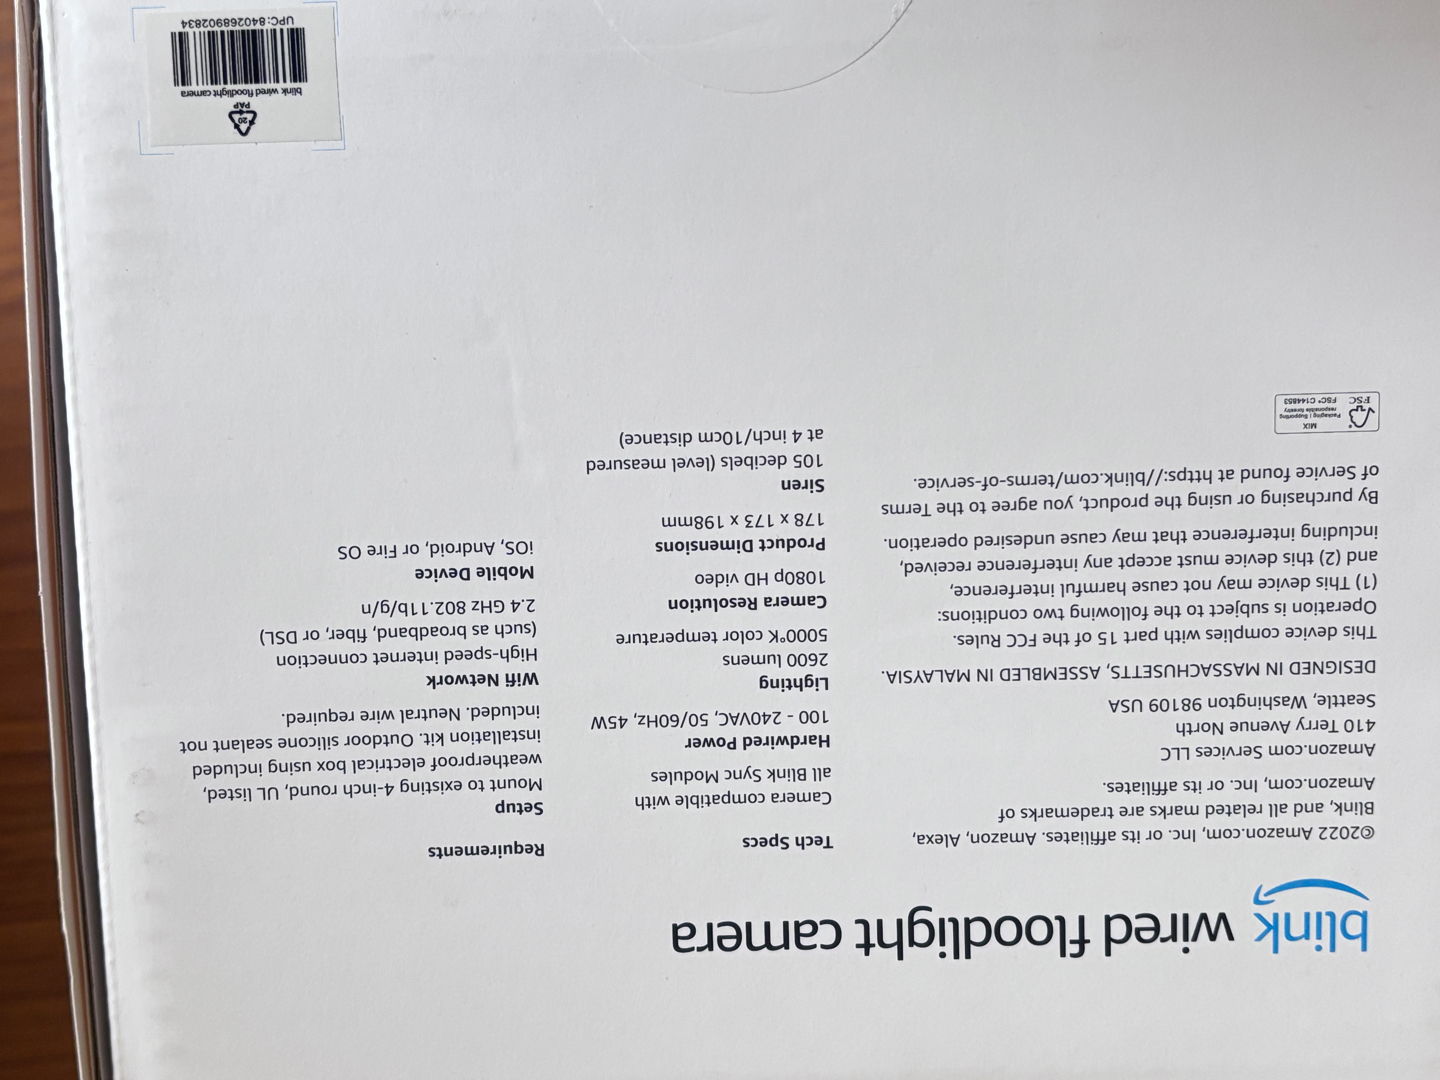 blink wired floodlight camera
©2022 Amazon.com, Inc. or its affiliates. Amazon, Alexa,
Blink, and all related marks are trademarks of
Amazon.com, Inc. or its affiliates.
Amazon.com Services LLC
410 Terry Avenue North
Seattle, Washington 98109 USA
DESIGNED IN MASSACHUSETTS, ASSEMBLED IN MALAYSIA.
This device complies with part 15 of the FCC Rules.
Operation is subject to the following two conditions:
(1) This device may not cause harmful interference,
and (2) this device must accept any interference received,
including interference that may cause undesired operation.
By purchasing or using the product, you agree to the Terms
of Service found at https://blink.com/terms-of-service.
FSC
MIX
Packaging | Supporting
responsible forestry
FSC® C144853
Tech Specs
Camera compatible with
all Blink Sync Modules
Hardwired Power
100 - 240VAC, 50/60Hz, 45W
Lighting
2600 lumens
5000°K color temperature
Camera Resolution
1080p HD video
Product Dimensions
178 x 173 x 198mm
Siren
105 decibels (level measured
at 4 inch/10cm distance)
Requirements
Setup
Mount to existing 4-inch round, UL listed,
weatherproof electrical box using included
installation kit. Outdoor silicone sealant not
included. Neutral wire required.
Wifi Network
High-speed internet connection
(such as broadband, fiber, or DSL)
2.4 GHz 802.11b/g/n
Mobile Device
iOS, Android, or Fire OS
20
PAP
blink wired floodlight camera
UPC:840268902834